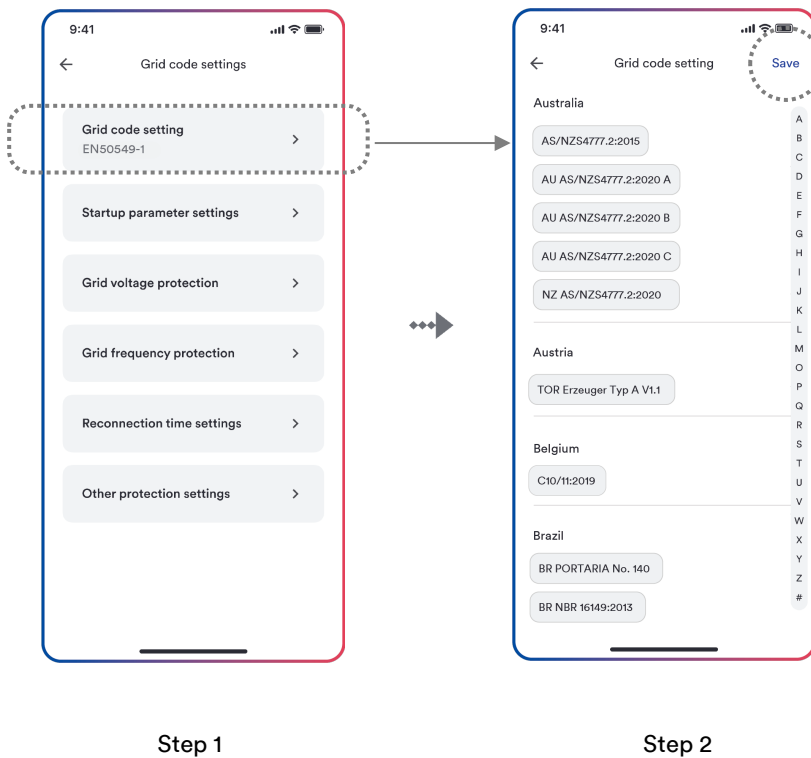 9:41
Grid code settings
Grid code setting
EN50549-1
Startup parameter settings
Grid voltage protection
Grid frequency protection
Reconnection time settings
Other protection settings
Step 1
9:41
Grid code setting
Save
Australia
AS/NZS4777.2:2015
AU AS/NZS4777.2:2020 A
AU AS/NZS4777.2:2020 B
AU AS/NZS4777.2:2020 C
NZ AS/NZS4777.2:2020
Austria
TOR Erzeuger Typ A V1.1
Belgium
C10/11:2019
Brazil
BR PORTARIA No. 140
BR NBR 16149:2013
A
B
C
D
E
F
G
H
I
J
K
L
M
O
P
Q
R
S
T
U
V
W
X
Y
Z
#
Step 2